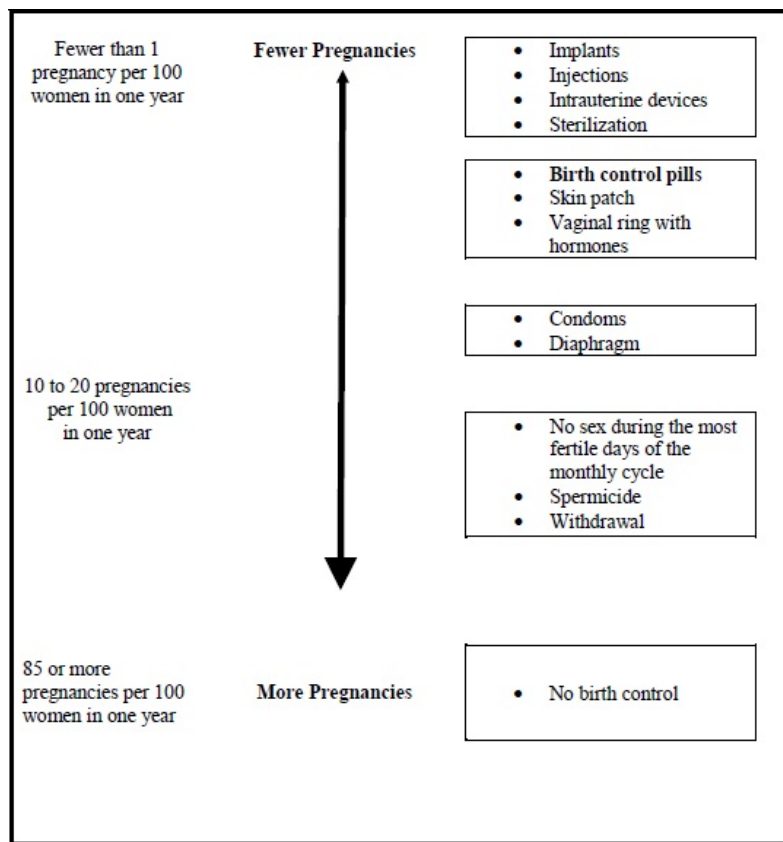 Fewer than 1
pregnancy per 100
women in one year
Fewer Pregnancies
• Implants
• Injections
• Intrauterine devices
• Sterilization
• Birth control pills
• Skin patch
• Vaginal ring with
hormones
• Condoms
• Diaphragm
10 to 20 pregnancies
per 100 women
in one year
• No sex during the most
fertile days of the
monthly cycle
• Spermicide
• Withdrawal
85 or more
pregnancies per 100
women in one year
More Pregnancies
• No birth control